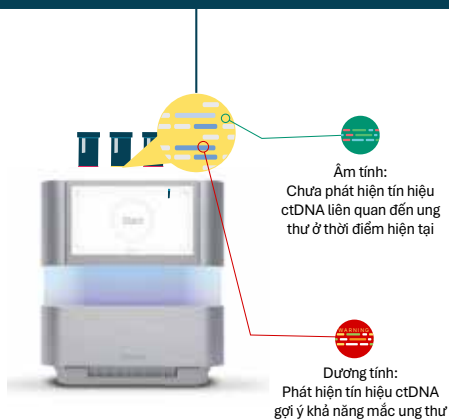 Âm tính:
Chưa phát hiện tín hiệu
ctDNA liên quan đến ung
thư ở thời điểm hiện tại
WARNING
Dương tính:
Phát hiện tín hiệu ctDNA
gợi ý khả năng mắc ung thư